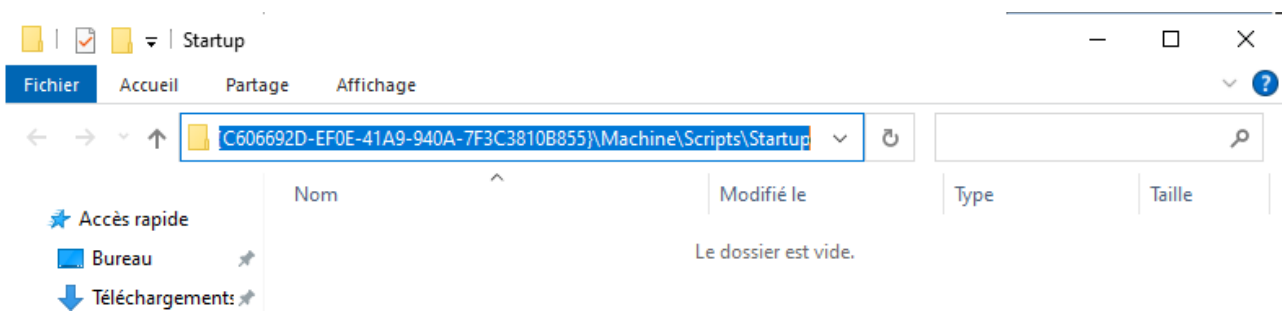 Startup
Fichier Accueil Partage Affichage
{C606692D-EF0E-41A9-940A-7F3C3810B855}\Machine\Scripts\Startup
Nom Modifié le Type Taille
Accès rapide
Le dossier est vide.
Bureau
Téléchargements